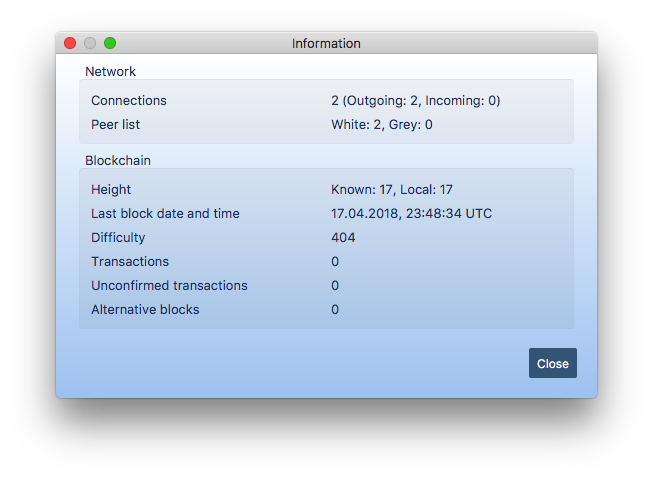 Information
Network
Connections 2 (Outgoing: 2, Incoming: 0)
Peer list White: 2, Grey: 0
Blockchain
Height Known: 17, Local: 17
Last block date and time 17.04.2018, 23:48:34 UTC
Difficulty 404
Transactions 0
Unconfirmed transactions 0
Alternative blocks 0
Close